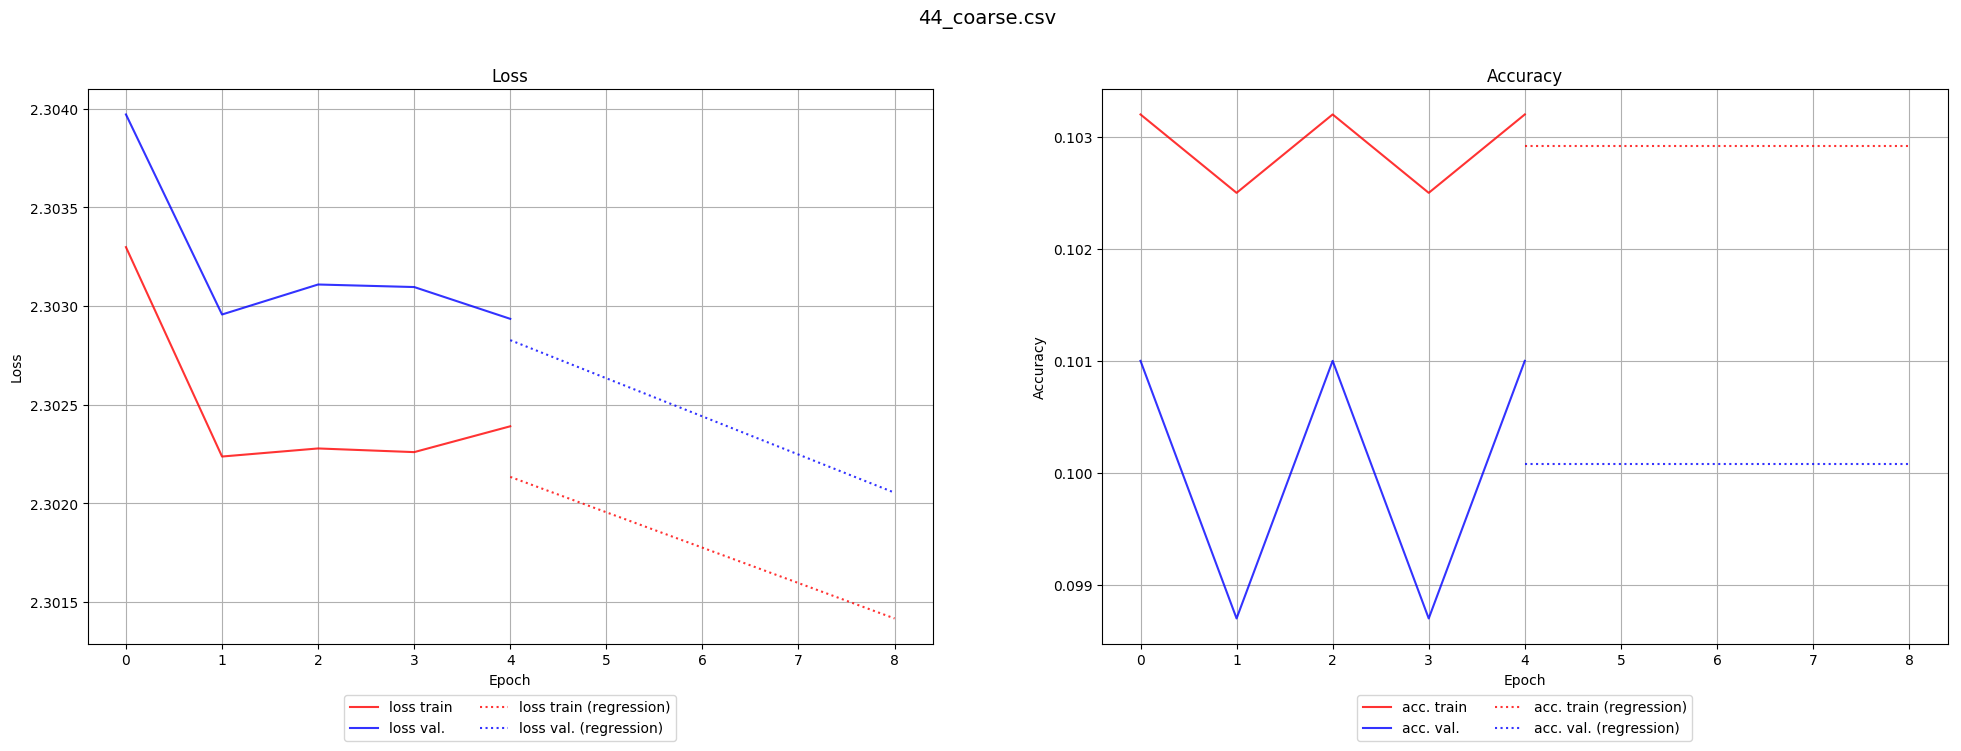 44_coarse.csv
Loss
2.3040
2.3035
2.3030
2.3025
2.3020
2.3015
Loss
0 1 2 3 4 5 6 7 8
Epoch
loss train loss train (regression)
loss val. loss val. (regression)
Accuracy
0.103
0.102
0.101
0.100
0.099
Accuracy
0 1 2 3 4 5 6 7 8
Epoch
acc. train acc. train (regression)
acc. val. acc. val. (regression)